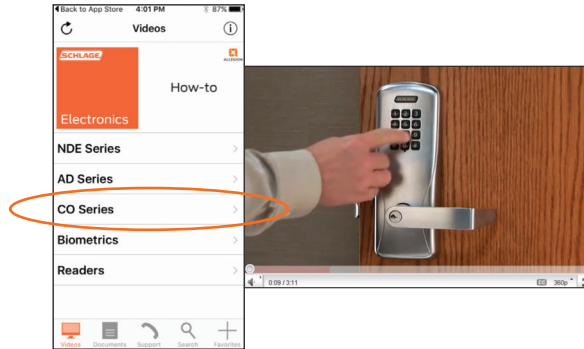 Back to App Store 4:01 PM 87%
Videos
SCHLAGE
ALLEGION
How-to
Electronics
NDE Series
AD Series
CO Series
Biometrics
Readers
Videos Documents Support Search Favorites
SCHLAGE
0:09 / 3:11
360p